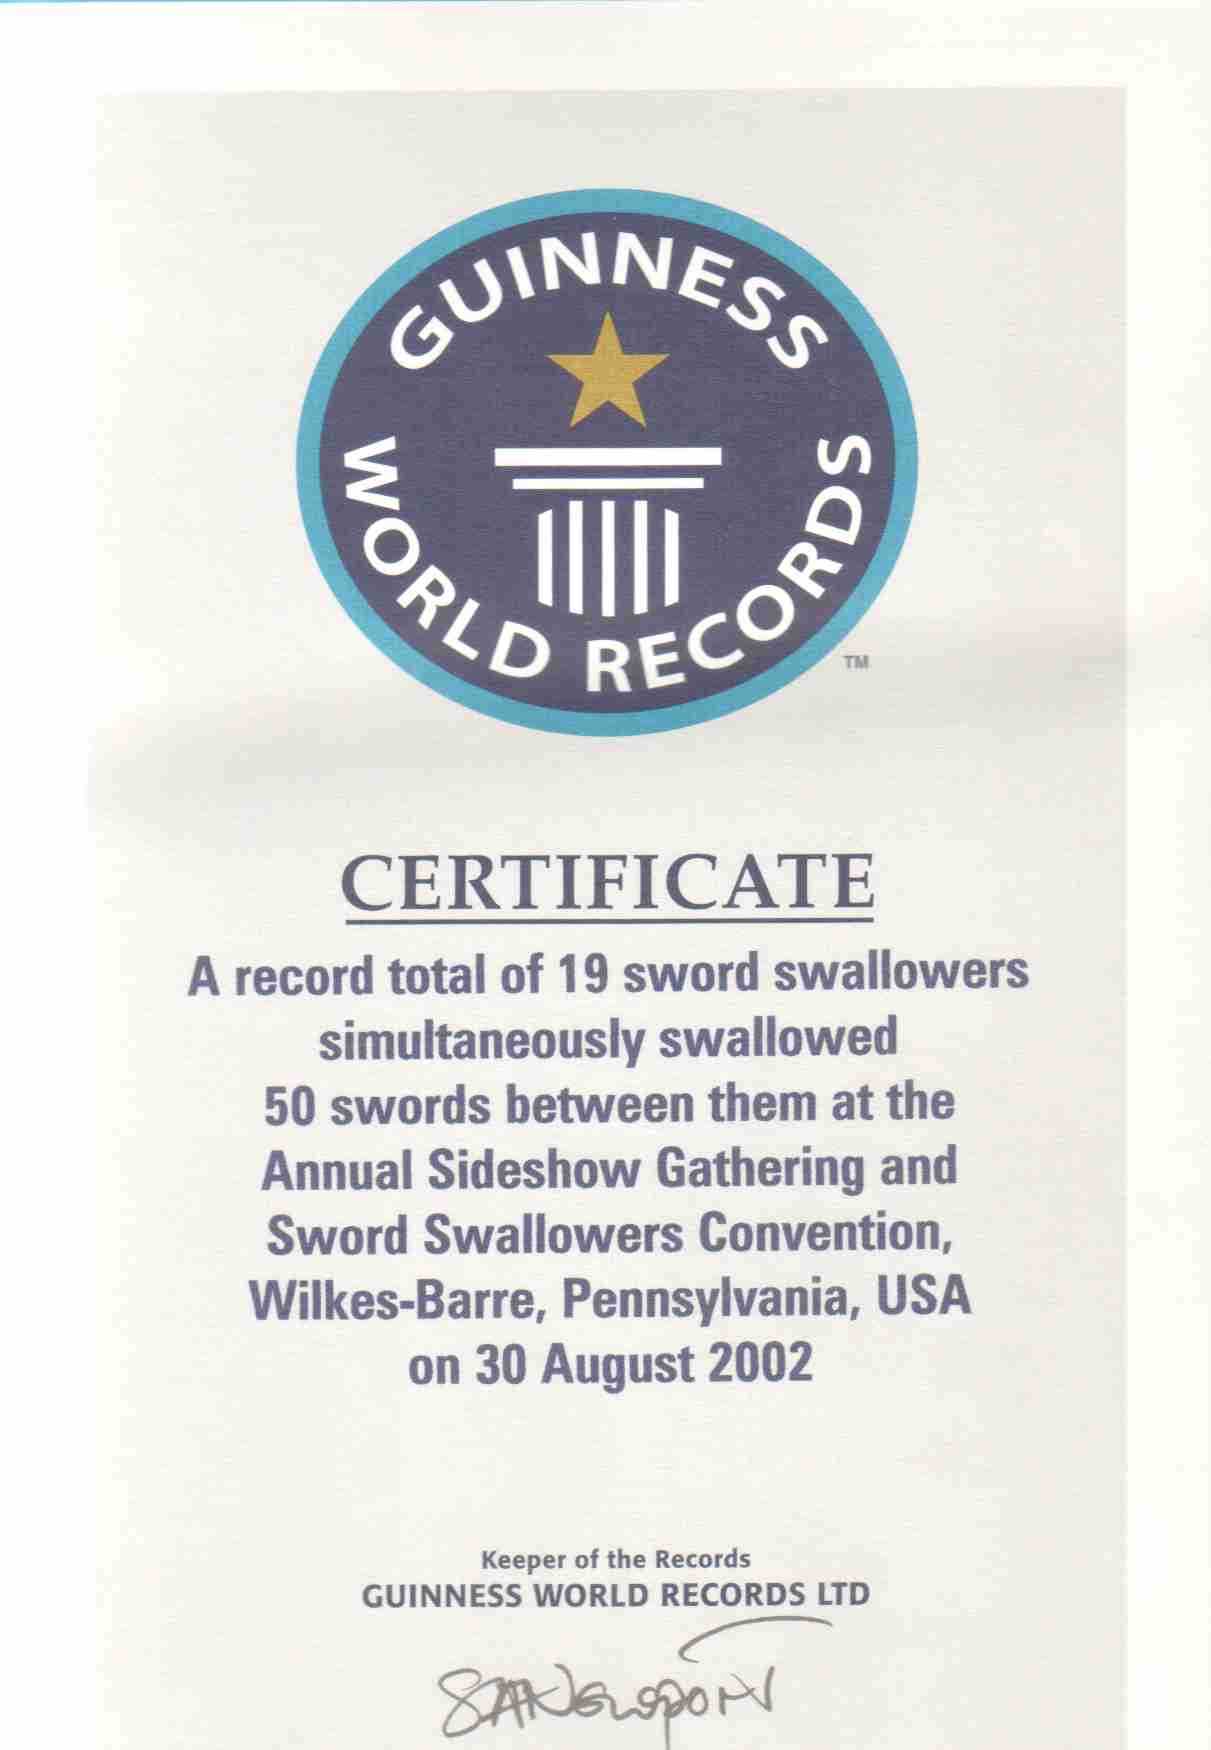 GUINNESS
WORLD RECORDS
TM
CERTIFICATE
A record total of 19 sword swallowers
simultaneously swallowed
50 swords between them at the
Annual Sideshow Gathering and
Sword Swallowers Convention,
Wilkes-Barre, Pennsylvania, USA
on 30 August 2002
Keeper of the Records
GUINNESS WORLD RECORDS LTD